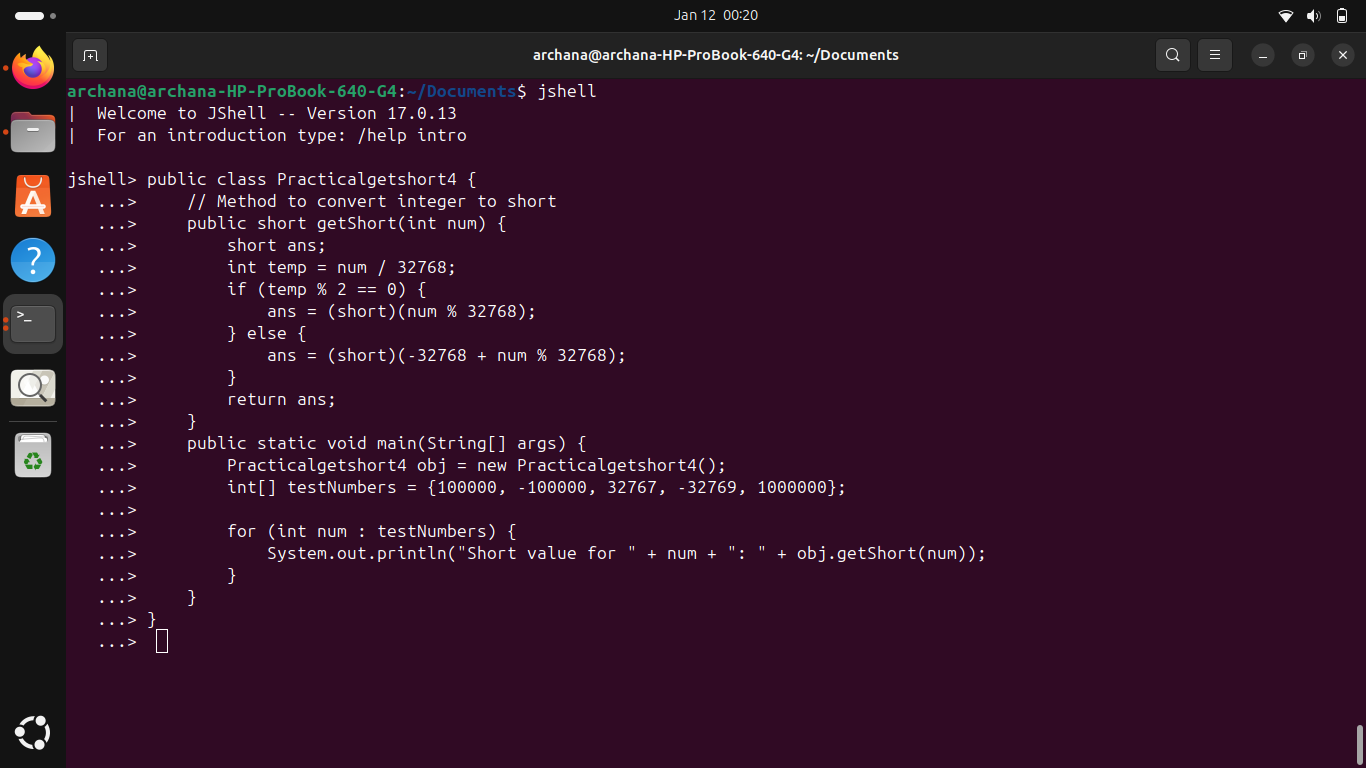 Jan 12  00:20
archana@archana-HP-ProBook-640-G4: ~/Documents
archana@archana-HP-ProBook-640-G4:~/Documents$ jshell
|  Welcome to JShell -- Version 17.0.13
|  For an introduction type: /help intro

jshell> public class Practicalgetshort4 {
   ...>     // Method to convert integer to short
   ...>     public short getShort(int num) {
   ...>         short ans;
   ...>         int temp = num / 32768;
   ...>         if (temp % 2 == 0) {
   ...>             ans = (short)(num % 32768);
   ...>         } else {
   ...>             ans = (short)(-32768 + num % 32768);
   ...>         }
   ...>         return ans;
   ...>     }
   ...>     public static void main(String[] args) {
   ...>         Practicalgetshort4 obj = new Practicalgetshort4();
   ...>         int[] testNumbers = {100000, -100000, 32767, -32769, 1000000};
   ...>
   ...>         for (int num : testNumbers) {
   ...>             System.out.println("Short value for " + num + ": " + obj.getShort(num));
   ...>         }
   ...>     }
   ...> }
   ...>